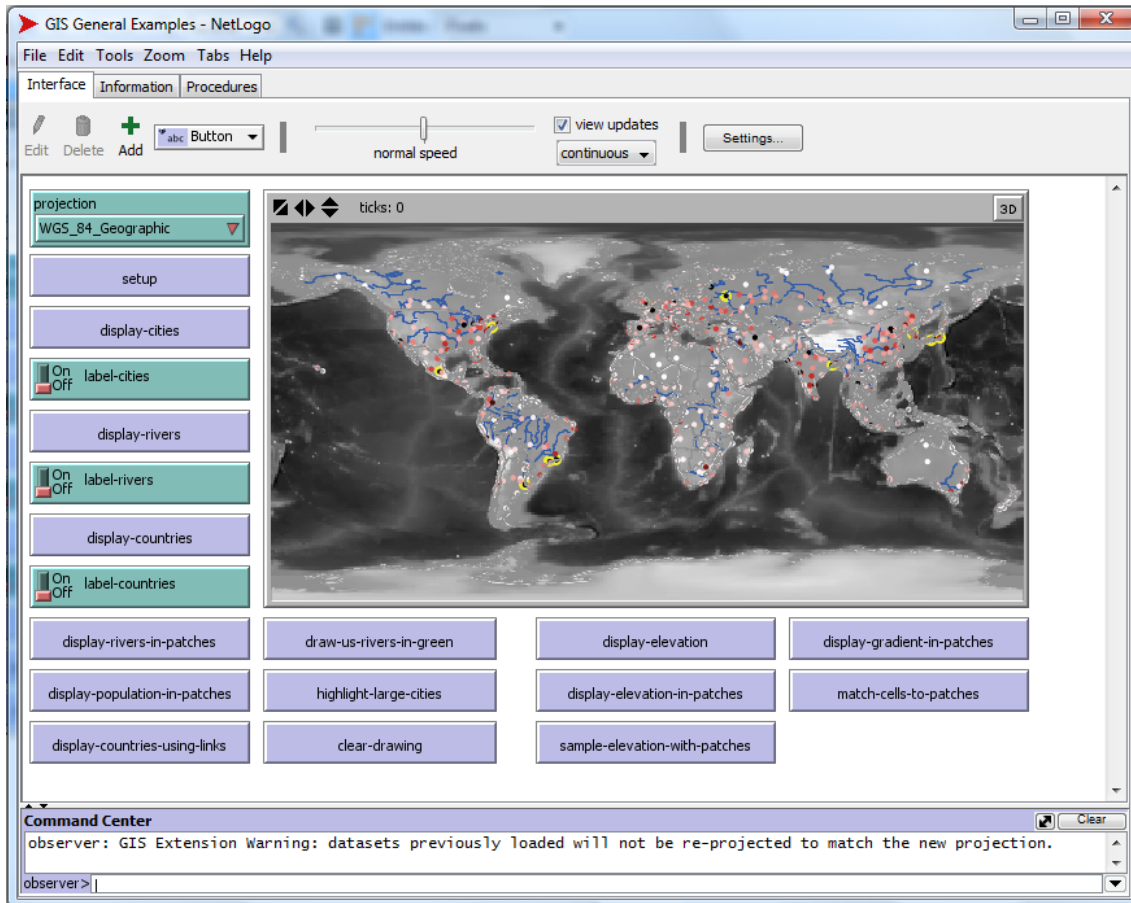 GIS General Examples - NetLogo
File Edit Tools Zoom Tabs Help
Interface Information Procedures
Edit Delete Add abc Button normal speed view updates continuous Settings...
projection
WGS_84_Geographic
ticks: 0 3D
setup
display-cities
On Off label-cities
display-rivers
On Off label-rivers
display-countries
On Off label-countries
display-rivers-in-patches draw-us-rivers-in-green display-elevation display-gradient-in-patches
display-population-in-patches highlight-large-cities display-elevation-in-patches match-cells-to-patches
display-countries-using-links clear-drawing sample-elevation-with-patches
Command Center Clear
observer: GIS Extension Warning: datasets previously loaded will not be re-projected to match the new projection.
observer>